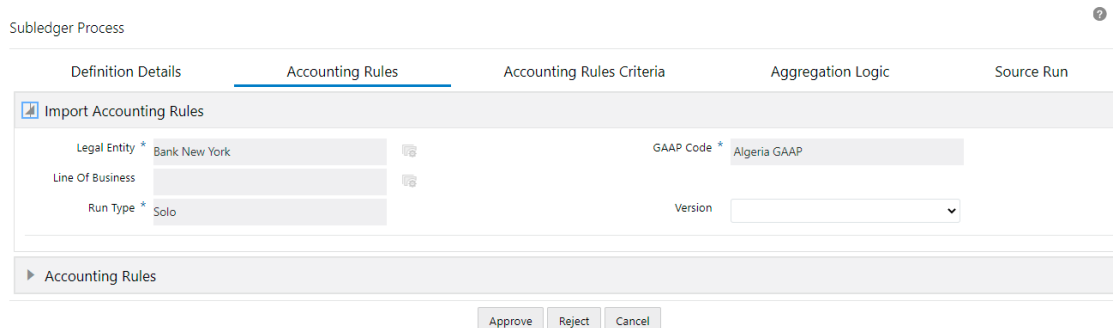 Subledger Process
Definition Details Accounting Rules Accounting Rules Criteria Aggregation Logic Source Run
Import Accounting Rules
Legal Entity * Bank New York GAAP Code * Algeria GAAP
Line Of Business
Run Type * Solo Version
Accounting Rules
Approve Reject Cancel